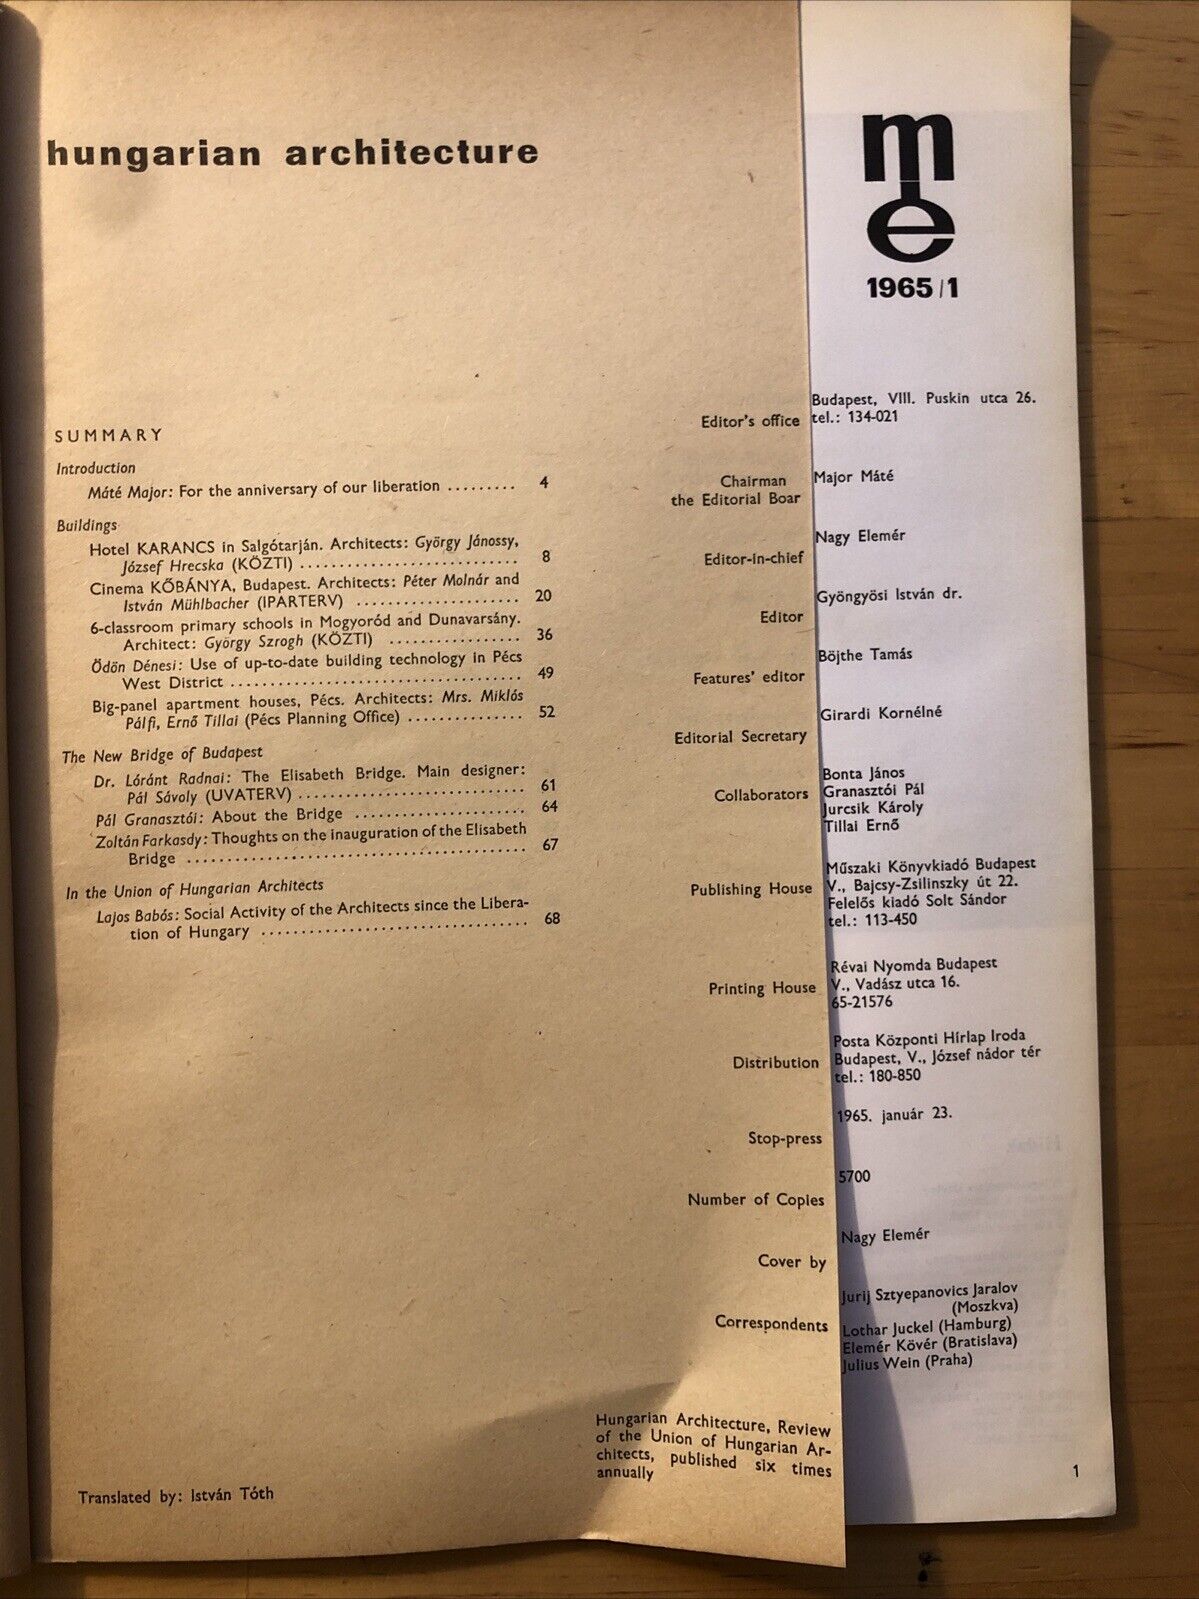 hungarian architecture
SUMMARY
Introduction
Máté Major: For the anniversary of our liberation ......... 4
Buildings
Hotel KARANCS in Salgótarján. Architects: György Jánossy,
József Hrecska (KÖZTI) ............................ 8
Cinema KŐBÁNYA, Budapest. Architects: Péter Molnár and
István Mühlbacher (IPARTERV) ..................... 20
6-classroom primary schools in Mogyoród and Dunavarsány.
Architect: György Szrogh (KÖZTI) ................. 36
Ödön Dénesi: Use of up-to-date building technology in Pécs
West District ..................................... 49
Big-panel apartment houses, Pécs. Architects: Mrs. Miklós
Pálfi, Ernő Tillai (Pécs Planning Office) ............... 52
The New Bridge of Budapest
Dr. Lóránt Radnai: The Elisabeth Bridge. Main designer:
Pál Sávoly (UVATERV) ............................ 61
Pál Granasztói: About the Bridge ..................... 64
Zoltán Farkasdy: Thoughts on the inauguration of the Elisabeth
Bridge .......................................... 67
In the Union of Hungarian Architects
Lajos Babós: Social Activity of the Architects since the Libera-
tion of Hungary ................................. 68
Translated by: István Tóth
me
1965/1
Editor's office
Budapest, VIII. Puskin utca 26.
tel.: 134-021
Chairman
the Editorial Boar
Major Máté
Editor-in-chief
Nagy Elemér
Editor
Gyöngyösi István dr.
Features' editor
Böjthe Tamás
Editorial Secretary
Girardi Kornélné
Collaborators
Bonta János
Granasztói Pál
Jurcsik Károly
Tillai Ernő
Publishing House
Műszaki Könyvkiadó Budapest
V., Bajcsy-Zsilinszky út 22.
Felelős kiadó Solt Sándor
tel.: 113-450
Printing House
Révai Nyomda Budapest
V., Vadász utca 16.
65-21576
Distribution
Posta Központi Hírlap Iroda
Budapest, V., József nádor tér
tel.: 180-850
Stop-press
1965. január 23.
Number of Copies
5700
Cover by
Nagy Elemér
Correspondents
Jurij Sztyepanovics Jaralov
(Moszkva)
Lothar Juckel (Hamburg)
Elemér Kövér (Bratislava)
Julius Wein (Praha)
Hungarian Architecture, Review
of the Union of Hungarian Ar-
chitects, published six times
annually
1